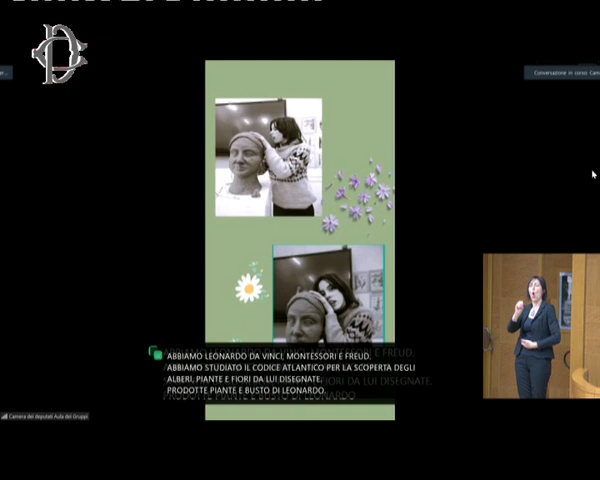 Conversazione in corso: Cam
ABBIAMO LEONARDO DA VINCI, MONTESSORI E FREUD.
ABBIAMO STUDIATO IL CODICE ATLANTICO PER LA SCOPERTA DEGLI
ALBERI, PIANTE E FIORI DA LUI DISEGNATE.
PRODOTTE PIANTE E BUSTO DI LEONARDO.
Camera dei deputati Aula dei Gruppi